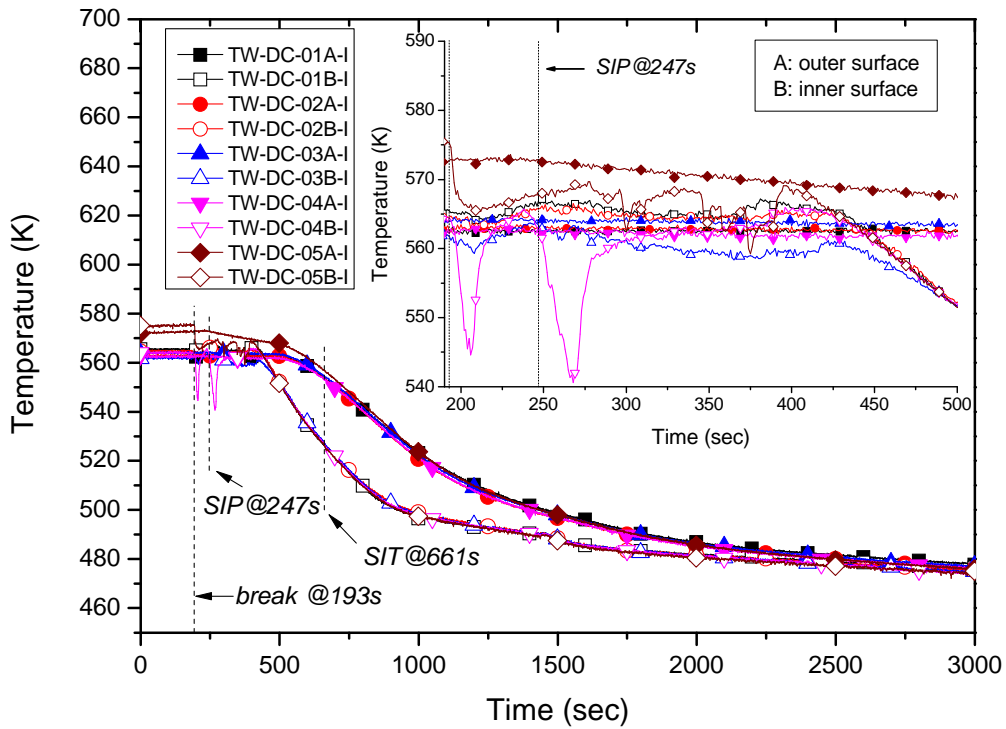 700
680
660
640
620
600
580
560
540
520
500
480
460
Temperature (K)
0
500
1000
1500
2000
2500
3000
Time (sec)
TW-DC-01A-I
TW-DC-01B-I
TW-DC-02A-I
TW-DC-02B-I
TW-DC-03A-I
TW-DC-03B-I
TW-DC-04A-I
TW-DC-04B-I
TW-DC-05A-I
TW-DC-05B-I
590
580
570
560
550
540
Temperature (K)
200
250
300
350
400
450
500
Time (sec)
SIP@247s
A: outer surface
B: inner surface
SIP@247s
SIT@661s
break @193s